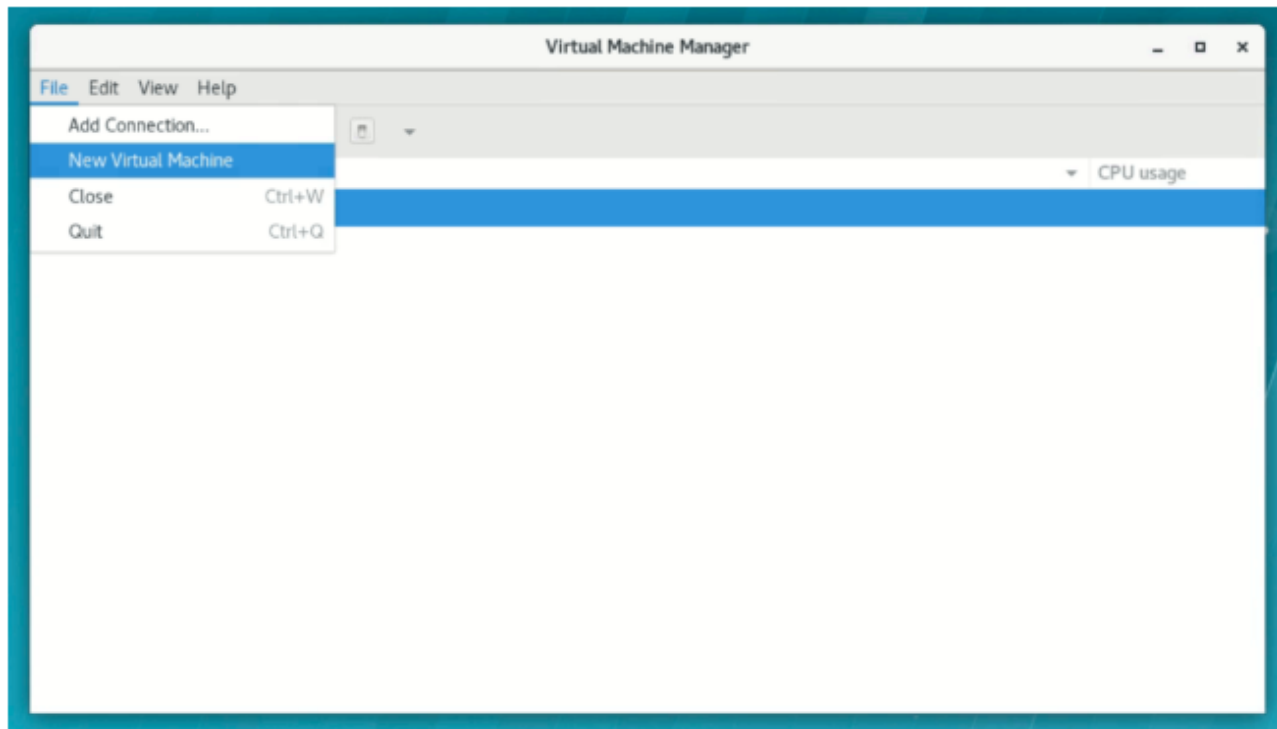 Virtual Machine Manager
File Edit View Help
Add Connection...
New Virtual Machine
CPU usage
Close Ctrl+W
Quit Ctrl+Q